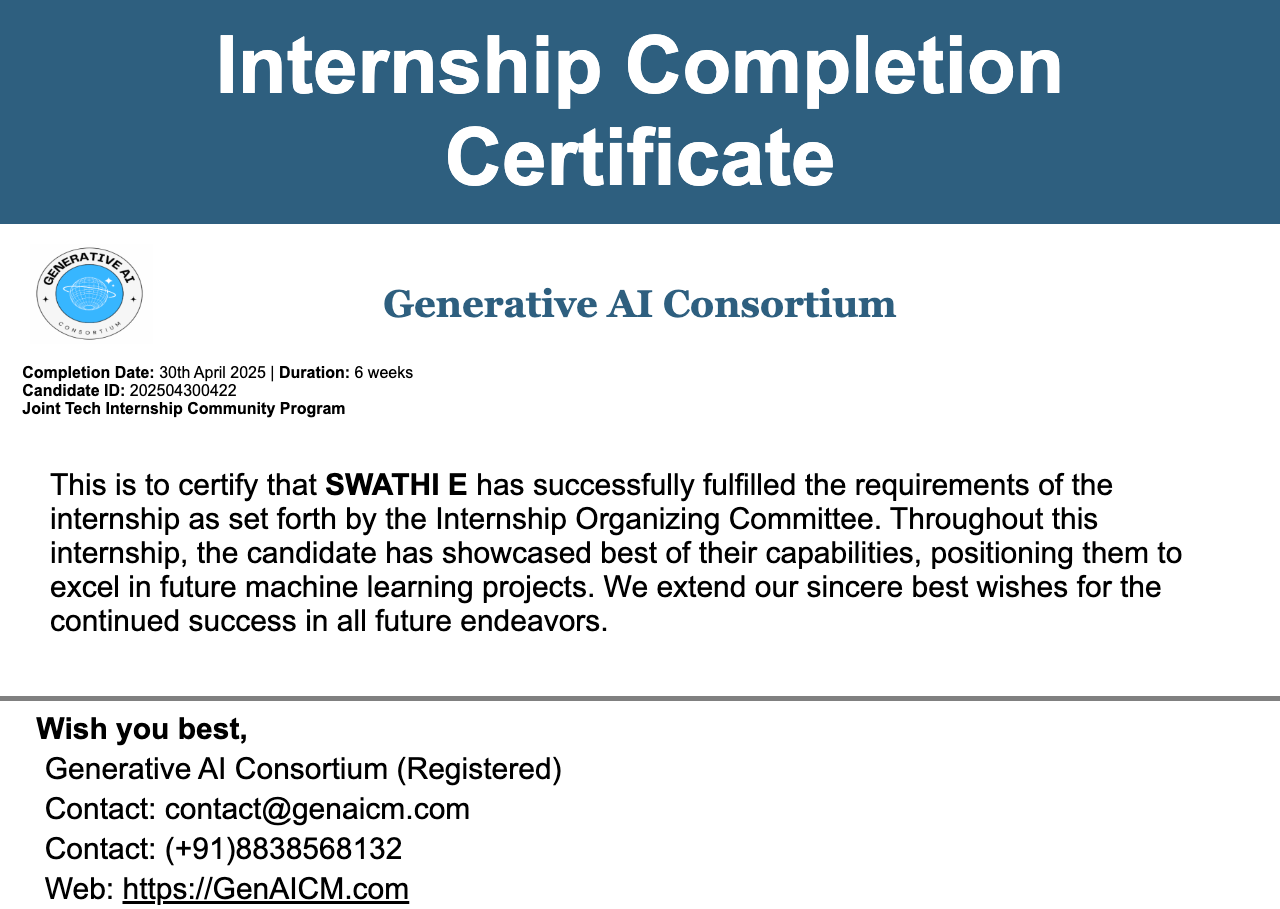 Internship Completion
Certificate
GENERATIVE AI
CONSORTIUM
Generative AI Consortium
Completion Date: 30th April 2025 | Duration: 6 weeks
Candidate ID: 202504300422
Joint Tech Internship Community Program
This is to certify that SWATHI E has successfully fulfilled the requirements of the
internship as set forth by the Internship Organizing Committee. Throughout this
internship, the candidate has showcased best of their capabilities, positioning them to
excel in future machine learning projects. We extend our sincere best wishes for the
continued success in all future endeavors.
Wish you best,
Generative AI Consortium (Registered)
Contact: contact@genaicm.com
Contact: (+91)8838568132
Web: https://GenAICM.com